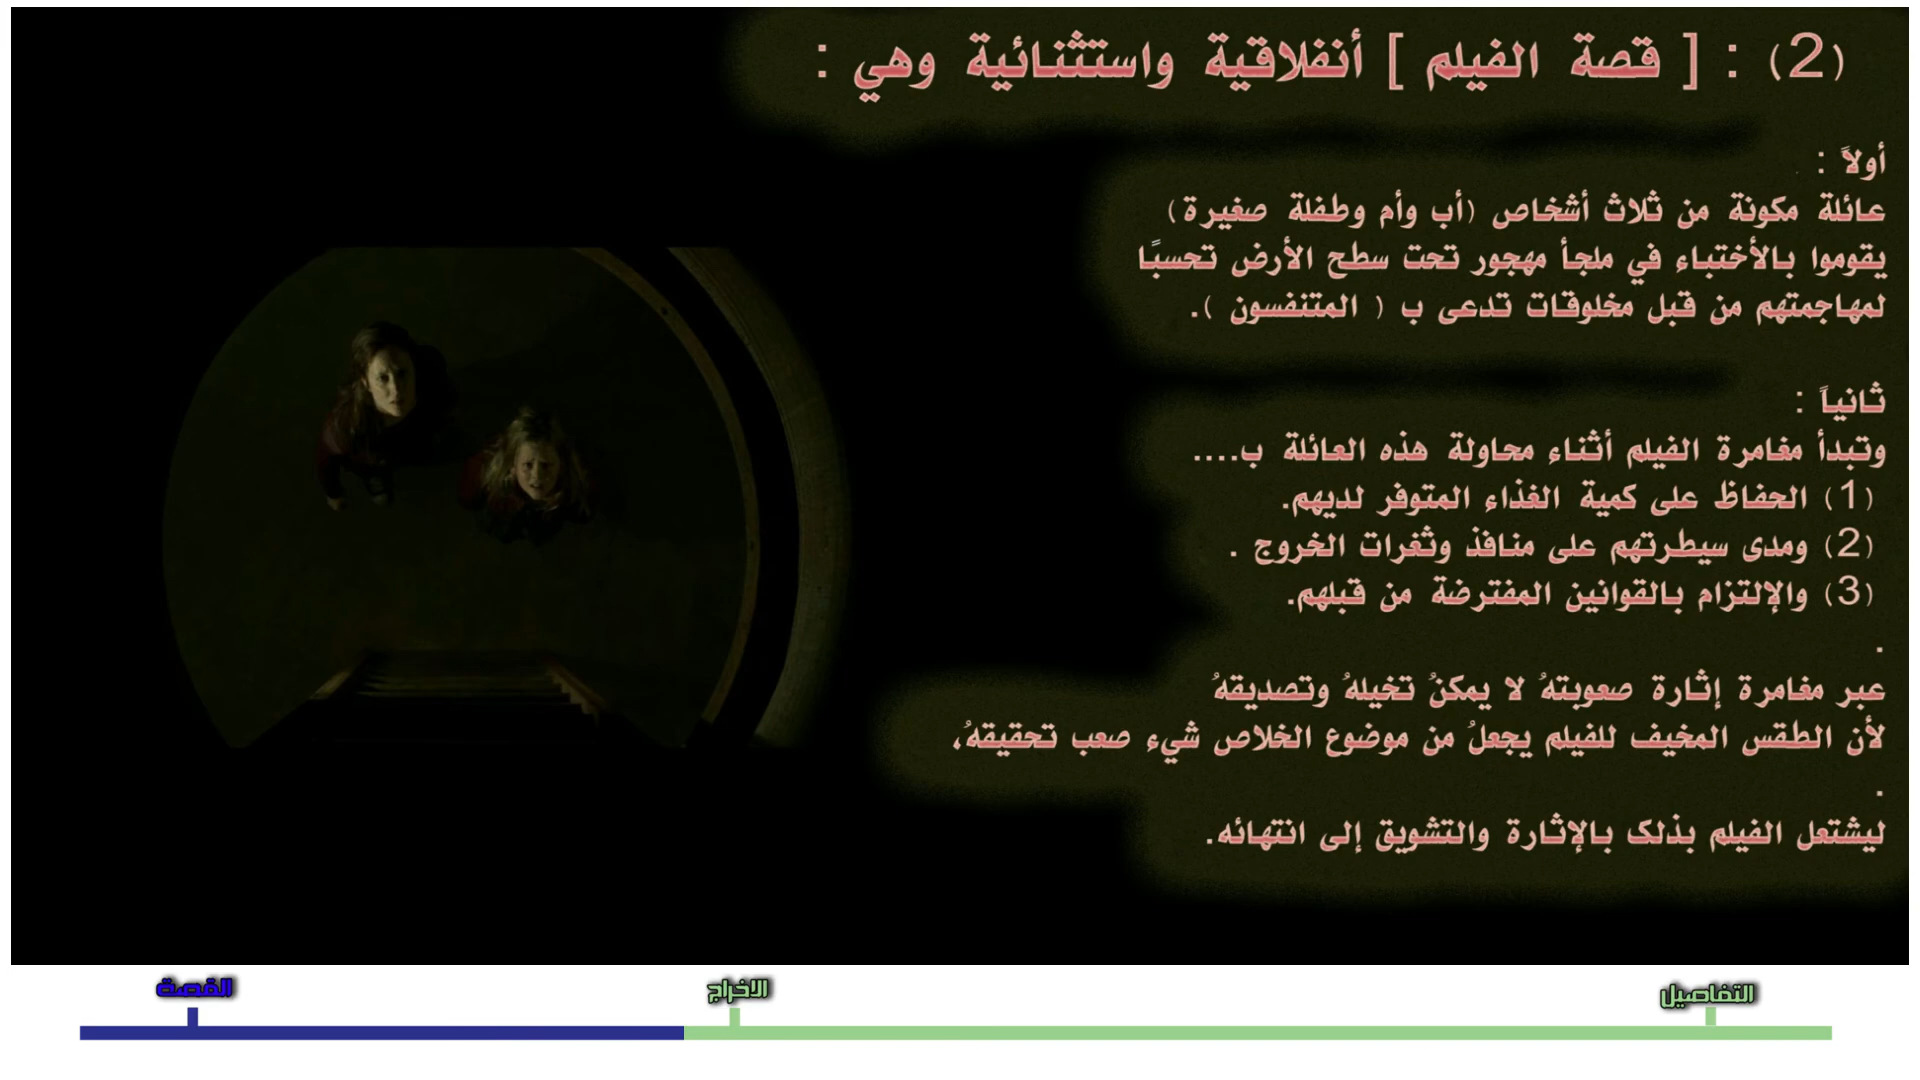 (2) : [ قصة الفيلم ] أنفلاقية واستثنائية وهي :
أولاً :
عائلة مكونة من ثلاث أشخاص (أب وأم وطفلة صغيرة)
يقوموا بالأختباء في ملجأ مهجور تحت سطح الأرض تحسبًا
لمهاجمتهم من قبل مخلوقات تدعى ب ( المتنفسون ).
ثانياً :
وتبدأ مغامرة الفيلم أثناء محاولة هذه العائلة ب....
(1) الحفاظ على كمية الغذاء المتوفر لديهم.
(2) ومدى سيطرتهم على منافذ وثغرات الخروج .
(3) والإلتزام بالقوانين المفترضة من قبلهم.
.
عبر مغامرة إثارة صعوبتهُ لا يمكنُ تخيلهُ وتصديقهُ
لأن الطقس المخيف للفيلم يجعلُ من موضوع الخلاص شيء صعب تحقيقهُ،
.
ليشتعل الفيلم بذلك بالإثارة والتشويق إلى انتهائه.
التفاصيل
الاخراج
القصة